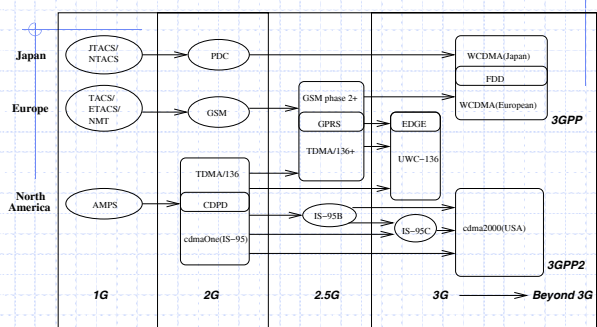 Japan
JTACS/
NTACS
PDC
WCDMA(Japan)
FDD
WCDMA(European)
3GPP
Europe
TACS/
ETACS/
NMT
GSM
GSM phase 2+
GPRS
TDMA/136+
EDGE
UWC-136
North
America
AMPS
TDMA/136
CDPD
cdmaOne(IS-95)
IS-95B
IS-95C
cdma2000(USA)
3GPP2
1G
2G
2.5G
3G
Beyond 3G